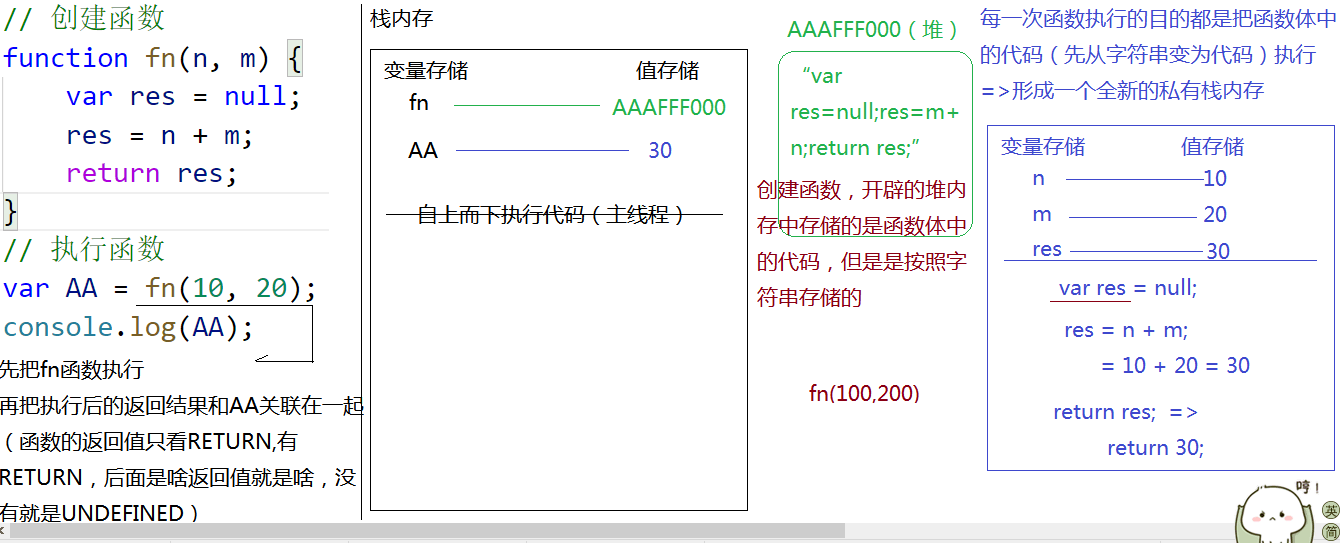 // 创建函数
function fn(n, m) {
var res = null;
res = n + m;
return res;
}
// 执行函数
var AA = fn(10, 20);
console.log(AA);
先把fn函数执行
再把执行后的返回结果和AA关联在一起
（函数的返回值只看RETURN,有
RETURN，后面是啥返回值就是啥，没
有就是UNDEFINED）
栈内存
变量存储 值存储
fn AAAFFF000
AA 30
自上而下执行代码（主线程）
AAAFFF000（堆）
“var
res=null;res=m+
n;return res;”
创建函数，开辟的堆内
存中存储的是函数体中
的代码，但是是按照字
符串存储的
fn(100,200)
每一次函数执行的目的都是把函数体中
的代码（先从字符串变为代码）执行
=>形成一个全新的私有栈内存
变量存储 值存储
n 10
m 20
res 30
var res = null;
res = n + m;
= 10 + 20 = 30
return res; =>
return 30;
哼！
英
简